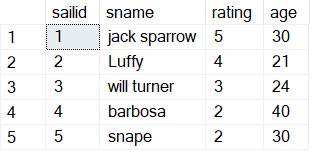 sailid sname rating age
1 1 jack sparrow 5 30
2 2 Luffy 4 21
3 3 will turner 3 24
4 4 barbosa 2 40
5 5 snape 2 30